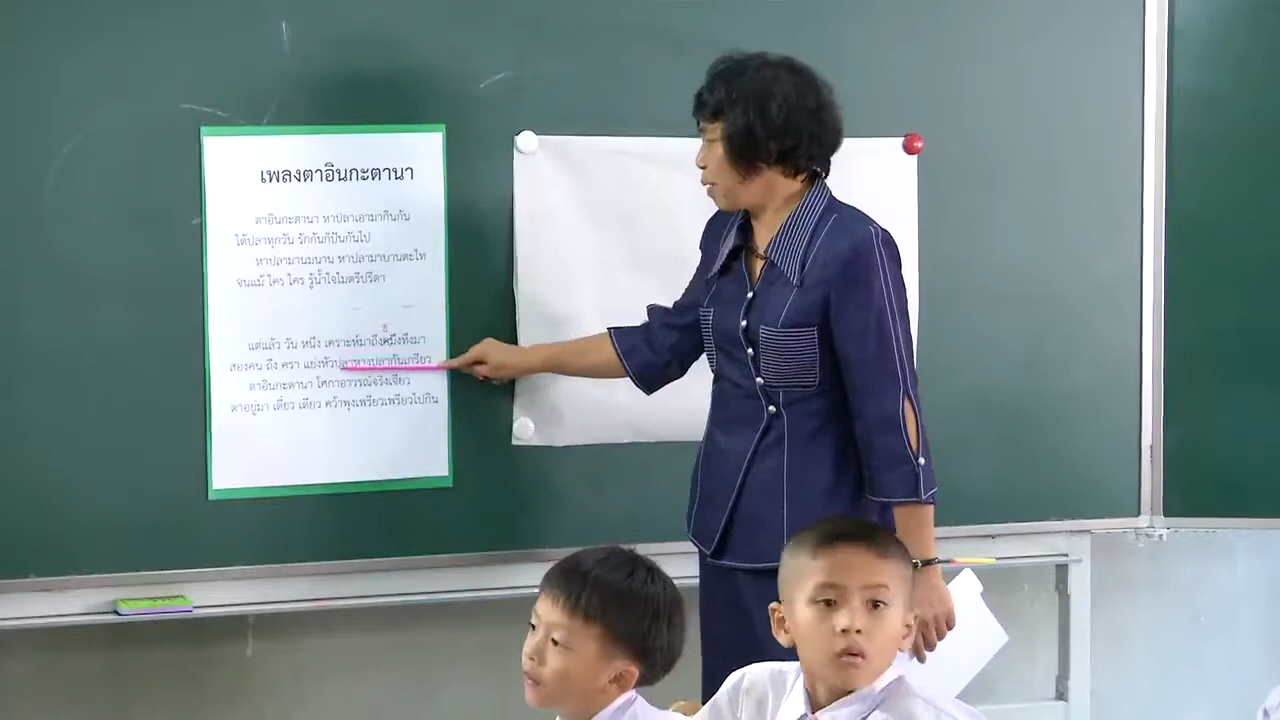 เพลงตาอินกะตานา
ตาอินกะตานา หาปลาเอามากินกัน
ได้ปลาทุกวัน รักกันก็ปันกันไป
หาปลามานมนาน หาปลามาบานตะไท
จนแม้ ใคร ใคร รู้น้ำใจไมตรีปรีดา
แต่แล้ว วัน หนึ่ง เคราะห์มาถึงหมึงทึงมา
สองคน ถึง ครา แย่งหัวปลาหางปลากันเกรียว
ตาอินกะตานา โศกาอาวรณ์จริงเจียว
ตาอยู่มา เดี๋ยว เดียว คว้าพุงเพรียวเพรียวไปกิน